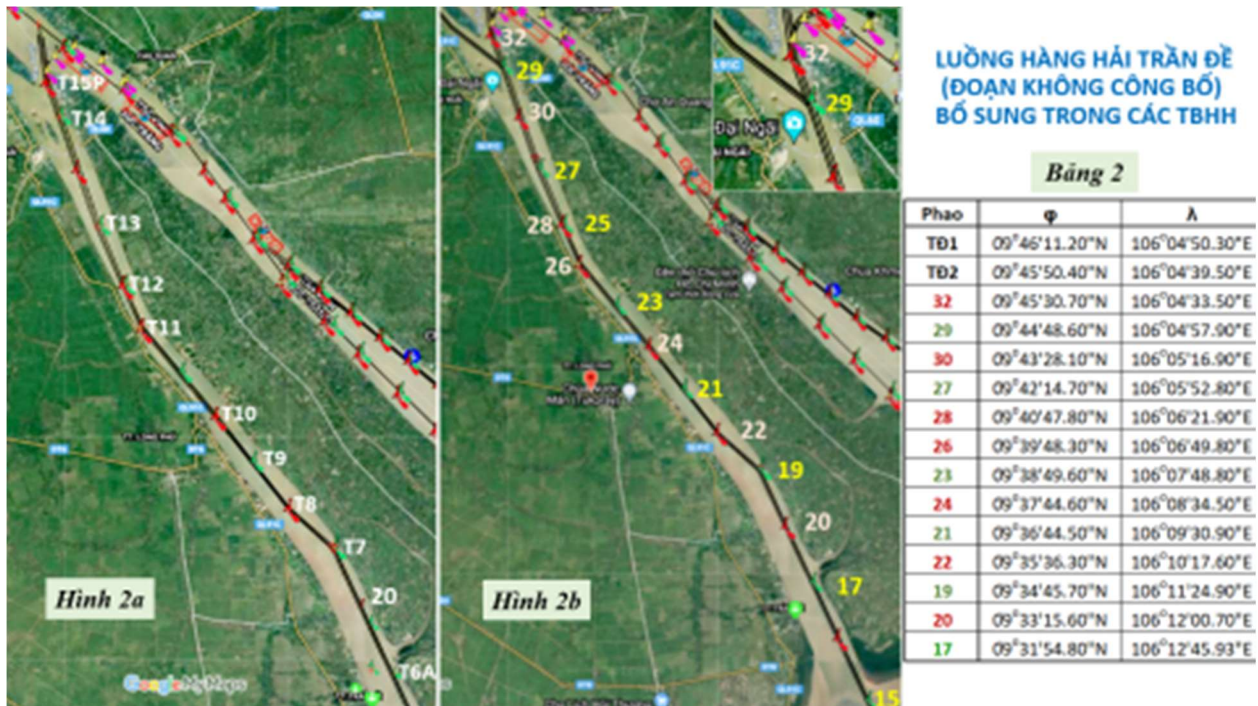 T15P
T14
T13
T12
T11
T10
T9
T8
T7
20
T6A
Hình 2a
Google My Maps
32
29
30
27
28
25
26
23
24
21
22
19
20
17
15
Hình 2b
32
29
Đại Ngãi
LUỒNG HÀNG HẢI TRẦN ĐỀ
(ĐOẠN KHÔNG CÔNG BỐ)
BỔ SUNG TRONG CÁC TBHH
Bảng 2
Phao φ λ
TĐ1 09°46'11.20"N 106°04'50.30"E
TĐ2 09°45'50.40"N 106°04'39.50"E
32 09°45'30.70"N 106°04'33.50"E
29 09°44'48.60"N 106°04'57.90"E
30 09°43'28.10"N 106°05'16.90"E
27 09°42'14.70"N 106°05'52.80"E
28 09°40'47.80"N 106°06'21.90"E
26 09°39'48.30"N 106°06'49.80"E
23 09°38'49.60"N 106°07'48.80"E
24 09°37'44.60"N 106°08'34.50"E
21 09°36'44.50"N 106°09'30.90"E
22 09°35'36.30"N 106°10'17.60"E
19 09°34'45.70"N 106°11'24.90"E
20 09°33'15.60"N 106°12'00.70"E
17 09°31'54.80"N 106°12'45.93"E